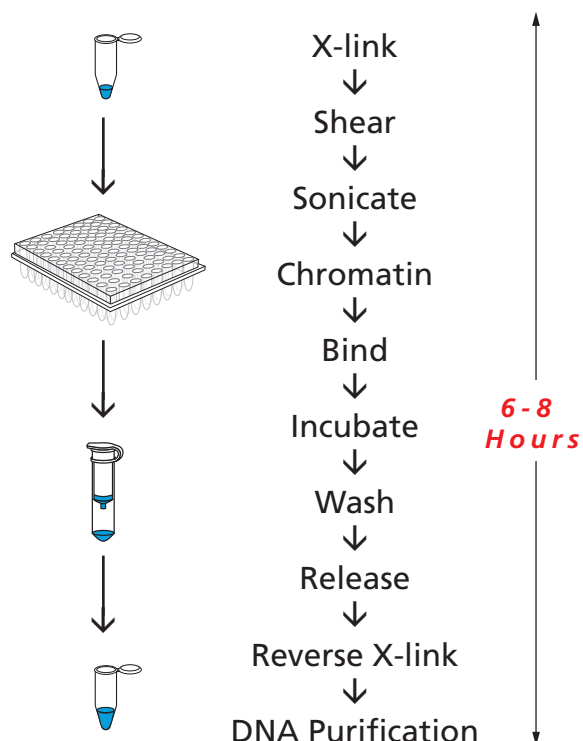 X-link
Shear
Sonicate
Chromatin
Bind
6-8
Hours
Incubate
Wash
Release
Reverse X-link
DNA Purification